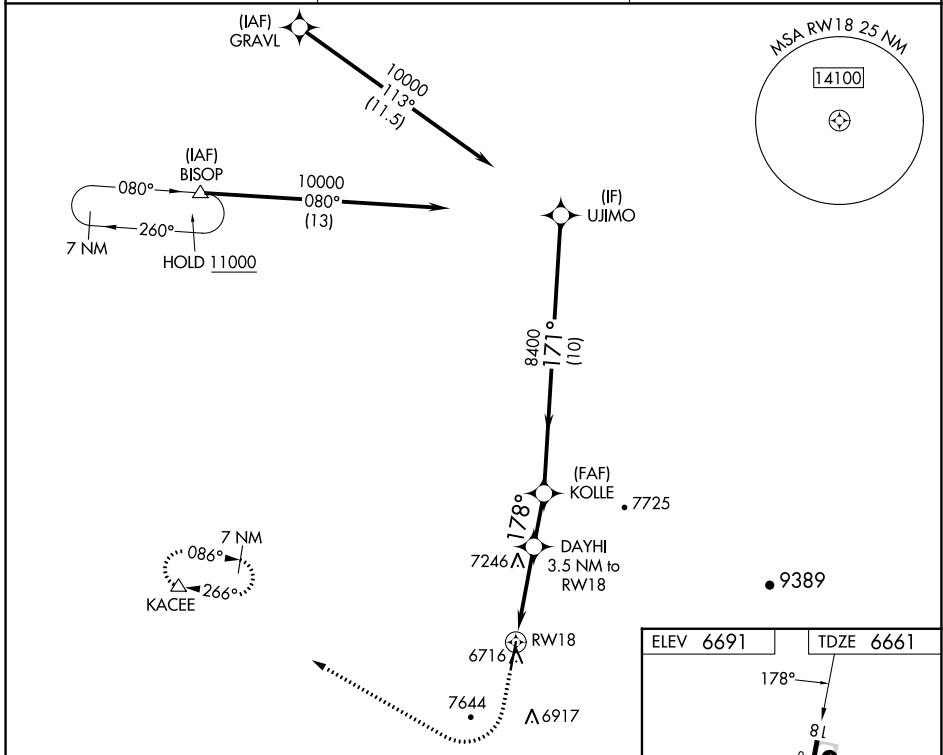 (IAF)
GRAVL
10000
113°
(11.5)
MSA RW18 25 NM
14100
(IAF)
BISOP
080°
260°
7 NM
HOLD 11000
10000
080°
(13)
(IF)
UJIMO
8400
171°
(10)
(FAF)
KOLLE
7725
178°
DAYHI
3.5 NM to
RW18
7246
7 NM
086°
266°
KACEE
9389
RW18
6716
7644
6917
ELEV 6691
TDZE 6661
178°
18